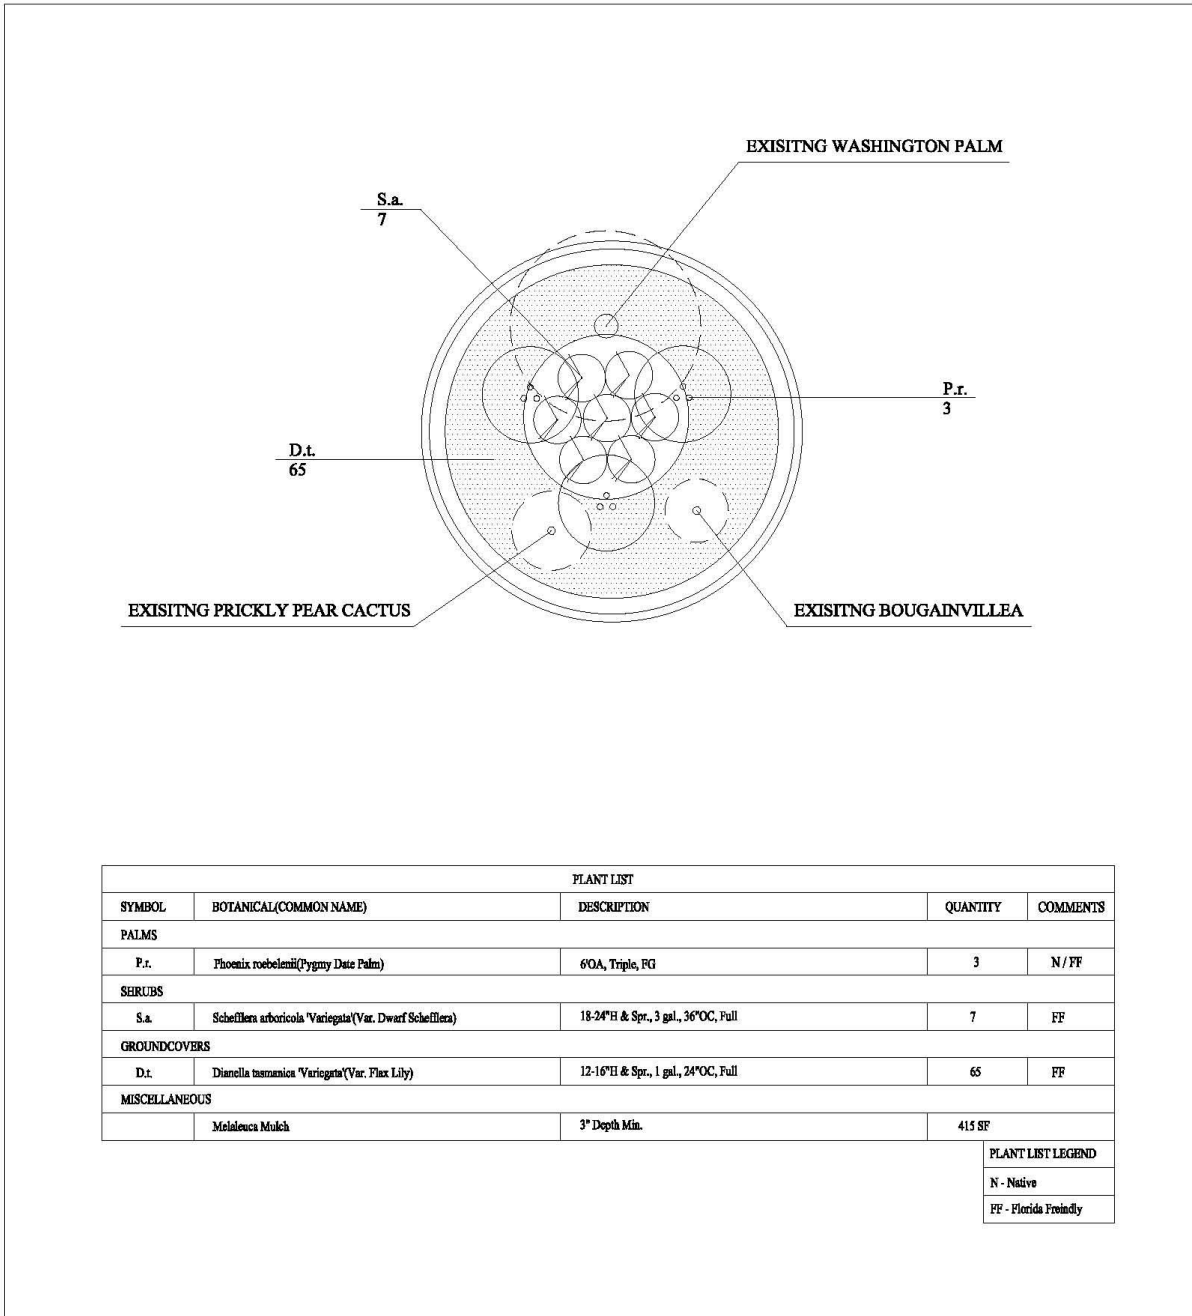 EXISITNG WASHINGTON PALM
S.a.
7
P.r.
3
D.t.
65
EXISITNG PRICKLY PEAR CACTUS
EXISITNG BOUGAINVILLEA
PLANT LIST
SYMBOL BOTANICAL(COMMON NAME) DESCRIPTION QUANTITY COMMENTS
PALMS
P.r. Phoenix roebelenii(Pygmy Date Palm) 6'OA, Triple, FG 3 N / FF
SHRUBS
S.a. Schefflera arboricola 'Variegata'(Var. Dwarf Schefflera) 18-24"H & Spr., 3 gal., 36"OC, Full 7 FF
GROUNDCOVERS
D.t. Dianella tasmanica 'Variegata'(Var. Flax Lily) 12-16"H & Spr., 1 gal., 24"OC, Full 65 FF
MISCELLANEOUS
Melaleuca Mulch 3" Depth Min. 415 SF
PLANT LIST LEGEND
N - Native
FF - Florida Freindly